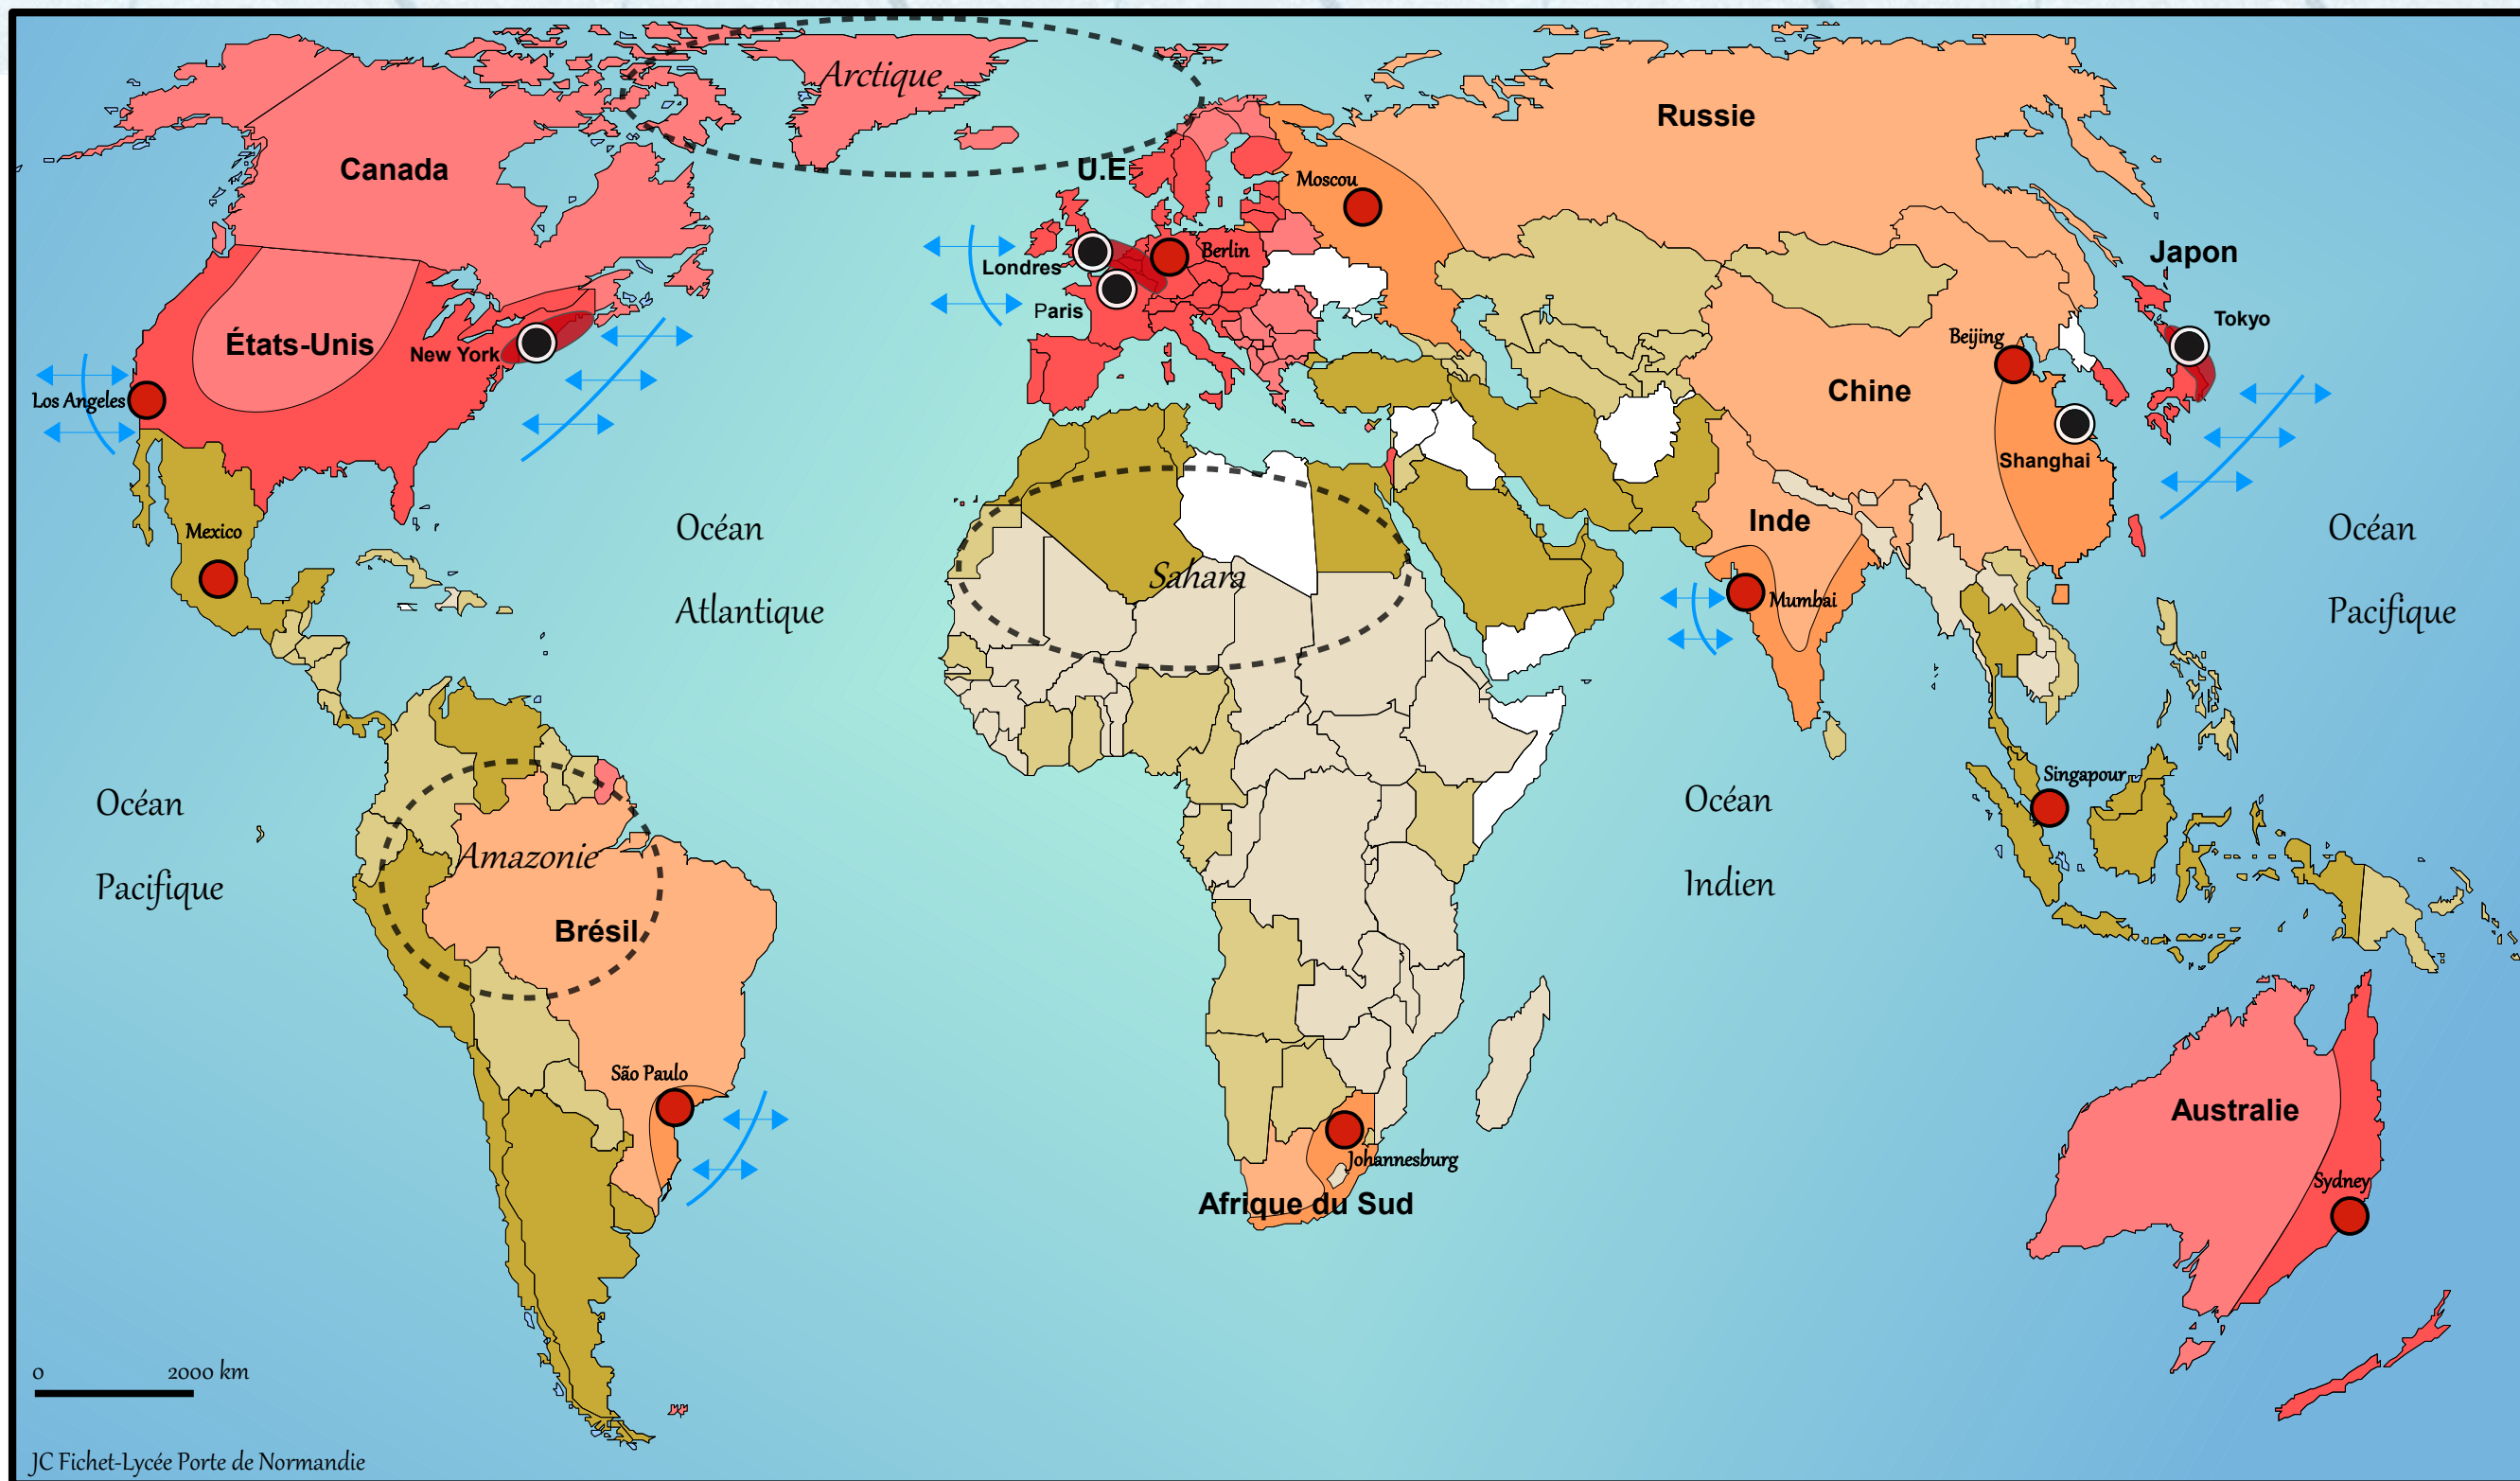 Arctique
Russie
Canada
U.E
Moscou
Berlin
Japon
Londres
Paris
Tokyo
États-Unis
New York
Beijing
Chine
Los Angeles
Shanghai
Mexico
Océan
Atlantique
Sahara
Inde
Mumbai
Océan
Pacifique
Singapour
Océan
Pacifique
Océan
Indien
Amazonie
Brésil
São Paulo
Australie
Johannesburg
Afrique du Sud
Sydney
0 2000 km
JC Fichet-Lycée Porte de Normandie